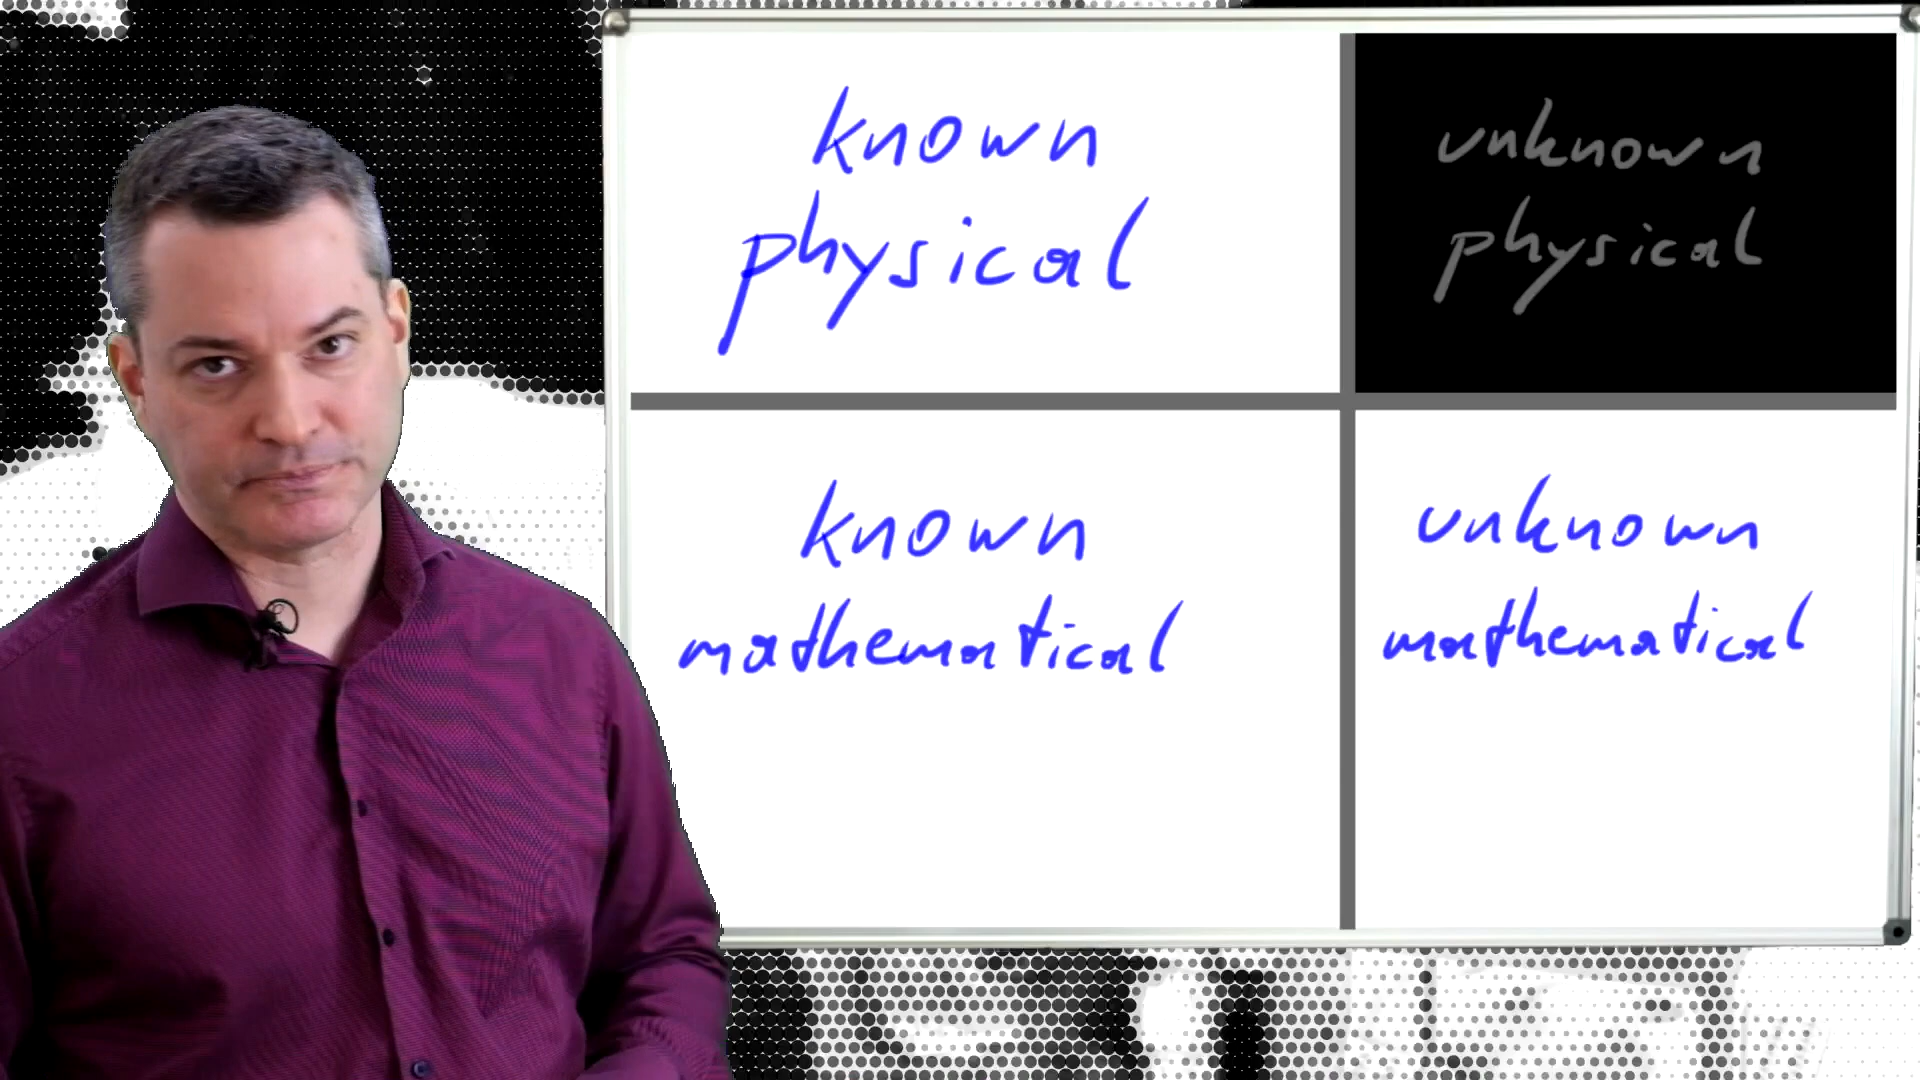 known
physical
unknown
physical
known
mathematical
unknown
mathematical